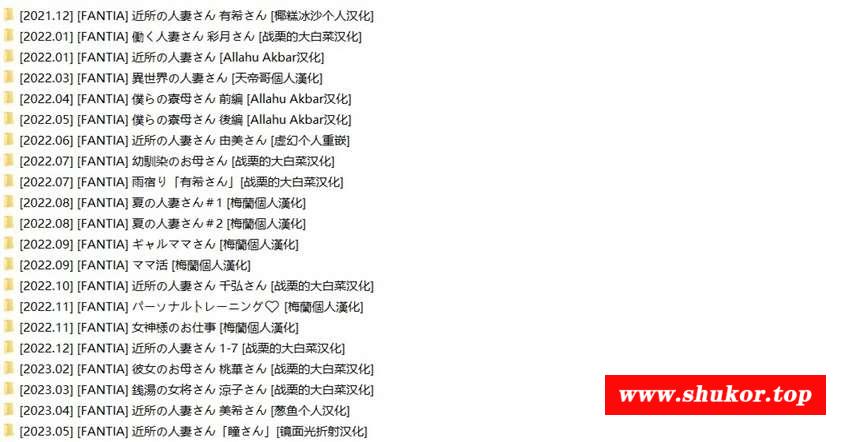 [2021.12] [FANTIA] 近所の人妻さん 有希さん [椰糕冰沙个人汉化]
[2022.01] [FANTIA] 働く人妻さん 彩月さん [战栗的大白菜汉化]
[2022.01] [FANTIA] 近所の人妻さん [Allahu Akbar汉化]
[2022.03] [FANTIA] 異世界の人妻さん [天帝哥個人漢化]
[2022.04] [FANTIA] 僕らの寮母さん 前編 [Allahu Akbar汉化]
[2022.05] [FANTIA] 僕らの寮母さん 後編 [Allahu Akbar汉化]
[2022.06] [FANTIA] 近所の人妻さん 由美さん [虚幻个人重嵌]
[2022.07] [FANTIA] 幼馴染のお母さん [战栗的大白菜汉化]
[2022.07] [FANTIA] 雨宿り「有希さん」[战栗的大白菜汉化]
[2022.08] [FANTIA] 夏の人妻さん＃1 [梅蘭個人漢化]
[2022.08] [FANTIA] 夏の人妻さん＃2 [梅蘭個人漢化]
[2022.09] [FANTIA] ギャルママさん [梅蘭個人漢化]
[2022.09] [FANTIA] ママ活 [梅蘭個人漢化]
[2022.10] [FANTIA] 近所の人妻さん 千弘さん [战栗的大白菜汉化]
[2022.11] [FANTIA] パーソナルトレーニング♡ [梅蘭個人漢化]
[2022.11] [FANTIA] 女神様のお仕事 [梅蘭個人漢化]
[2022.12] [FANTIA] 近所の人妻さん 1-7 [战栗的大白菜汉化]
[2023.02] [FANTIA] 彼女のお母さん 桃華さん [战栗的大白菜汉化]
[2023.03] [FANTIA] 銭湯の女将さん 涼子さん [战栗的大白菜汉化]
[2023.04] [FANTIA] 近所の人妻さん 美希さん [葱鱼个人汉化]
[2023.05] [FANTIA] 近所の人妻さん「瞳さん」[镜面光折射汉化]
www.shukor.top